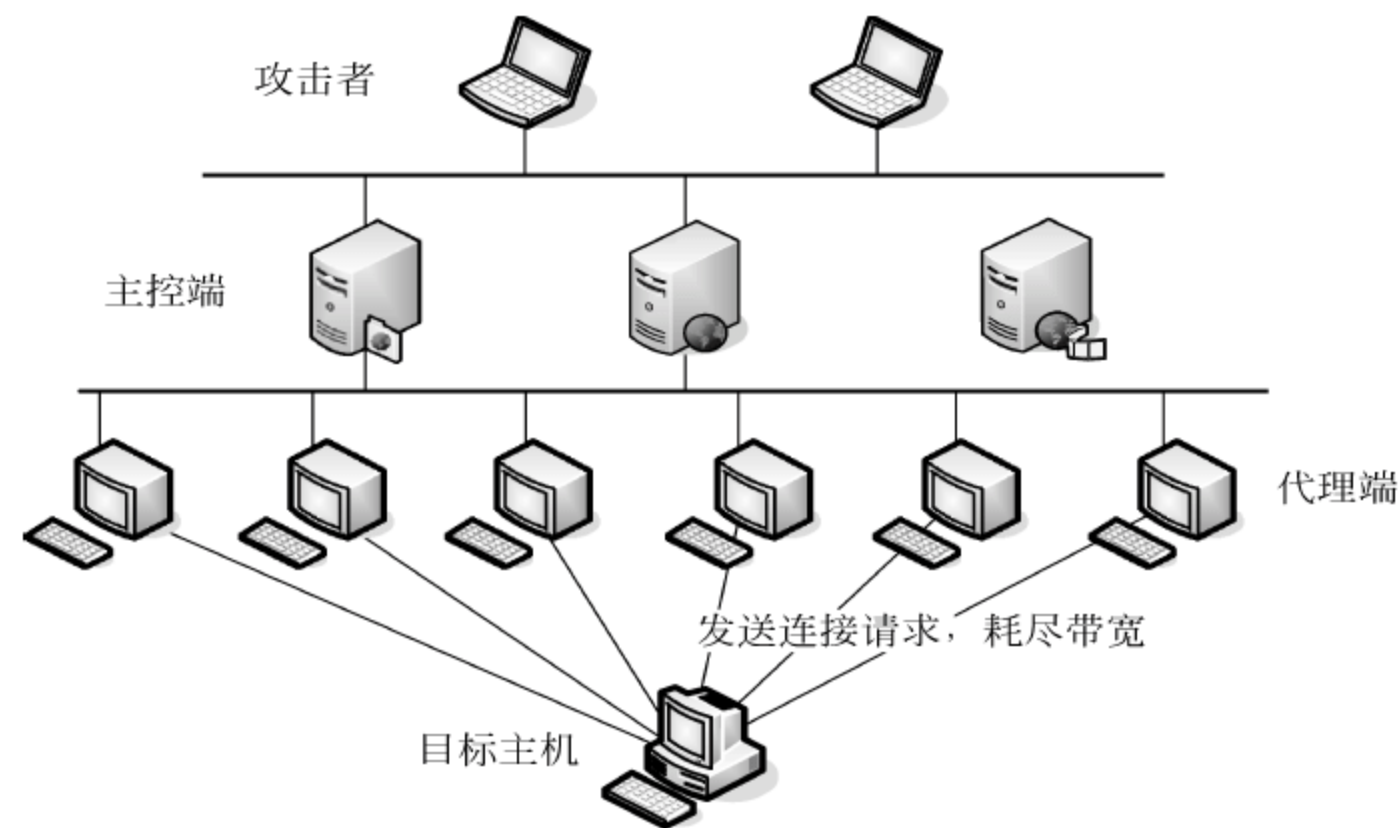 攻击者
主控端
代理端
发送连接请求，耗尽带宽
目标主机